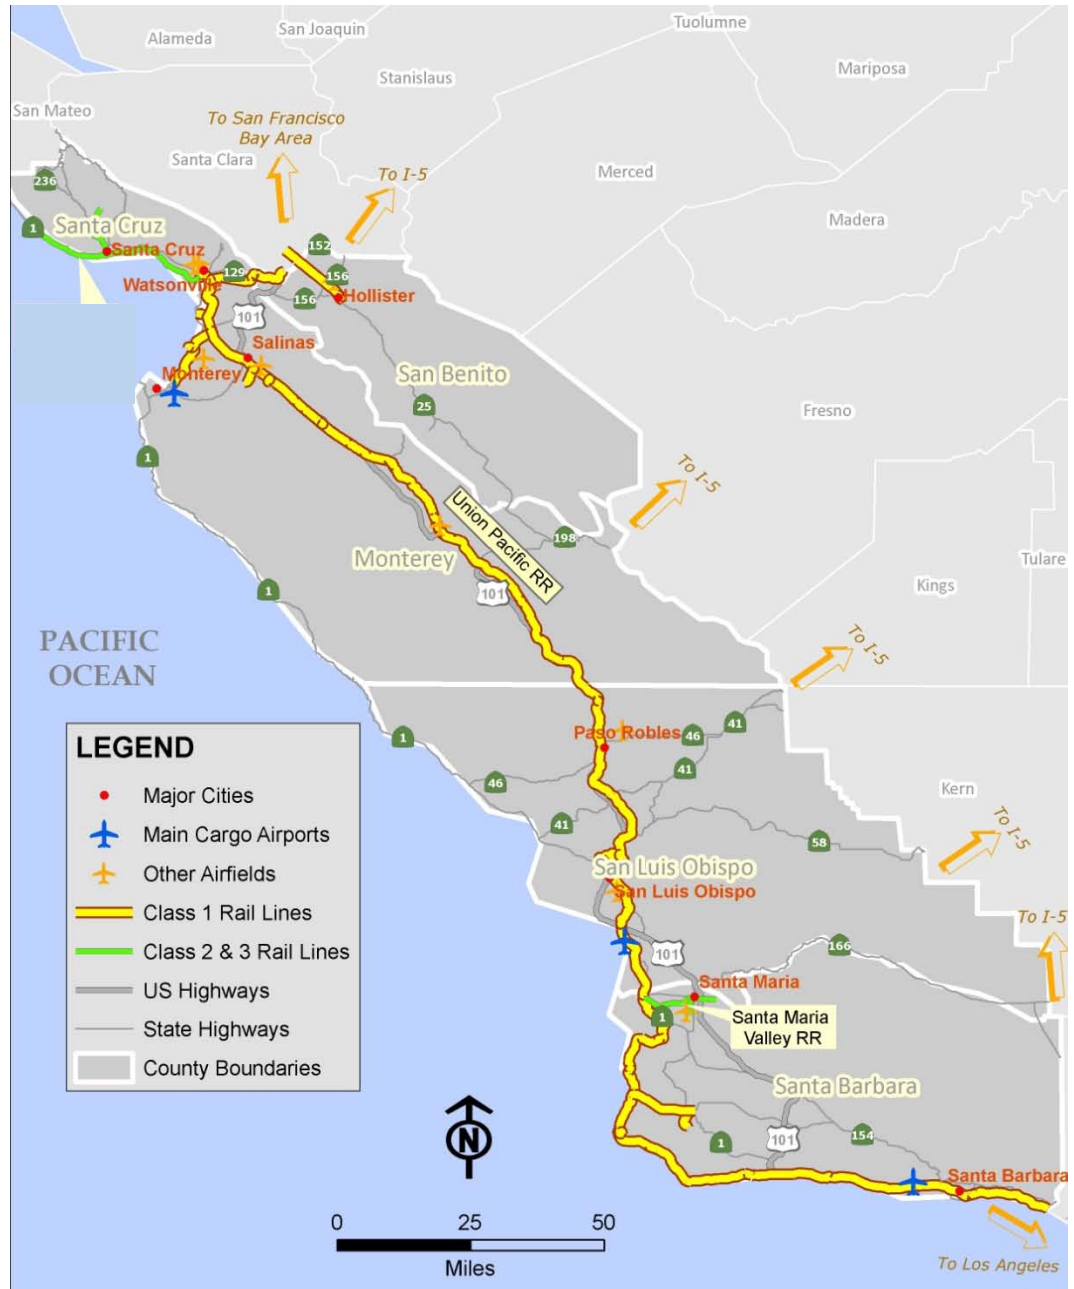 Tuolumne
San Joaquin
Alameda
Mariposa
Stanislaus
San Mateo
To San Francisco
Bay Area
Santa Clara
To I-5
Merced
236
Madera
1
Santa Cruz
Santa Cruz
152
129
156
Watsonville
156
Hollister
101
Salinas
Monterey
San Benito
25
Fresno
1
To I-5
Union Pacific RR
198
Monterey
Tulare
Kings
101
1
PACIFIC
OCEAN
To I-5
LEGEND
Major Cities
Main Cargo Airports
Other Airfields
Class 1 Rail Lines
Class 2 & 3 Rail Lines
US Highways
State Highways
County Boundaries
1
Paso Robles
46
41
41
46
Kern
41
58
To I-5
San Luis Obispo
San Luis Obispo
To I-5
166
101
Santa Maria
1
Santa Maria
Valley RR
Santa Barbara
N
1
101
154
Santa Barbara
0
25
50
Miles
To Los Angeles